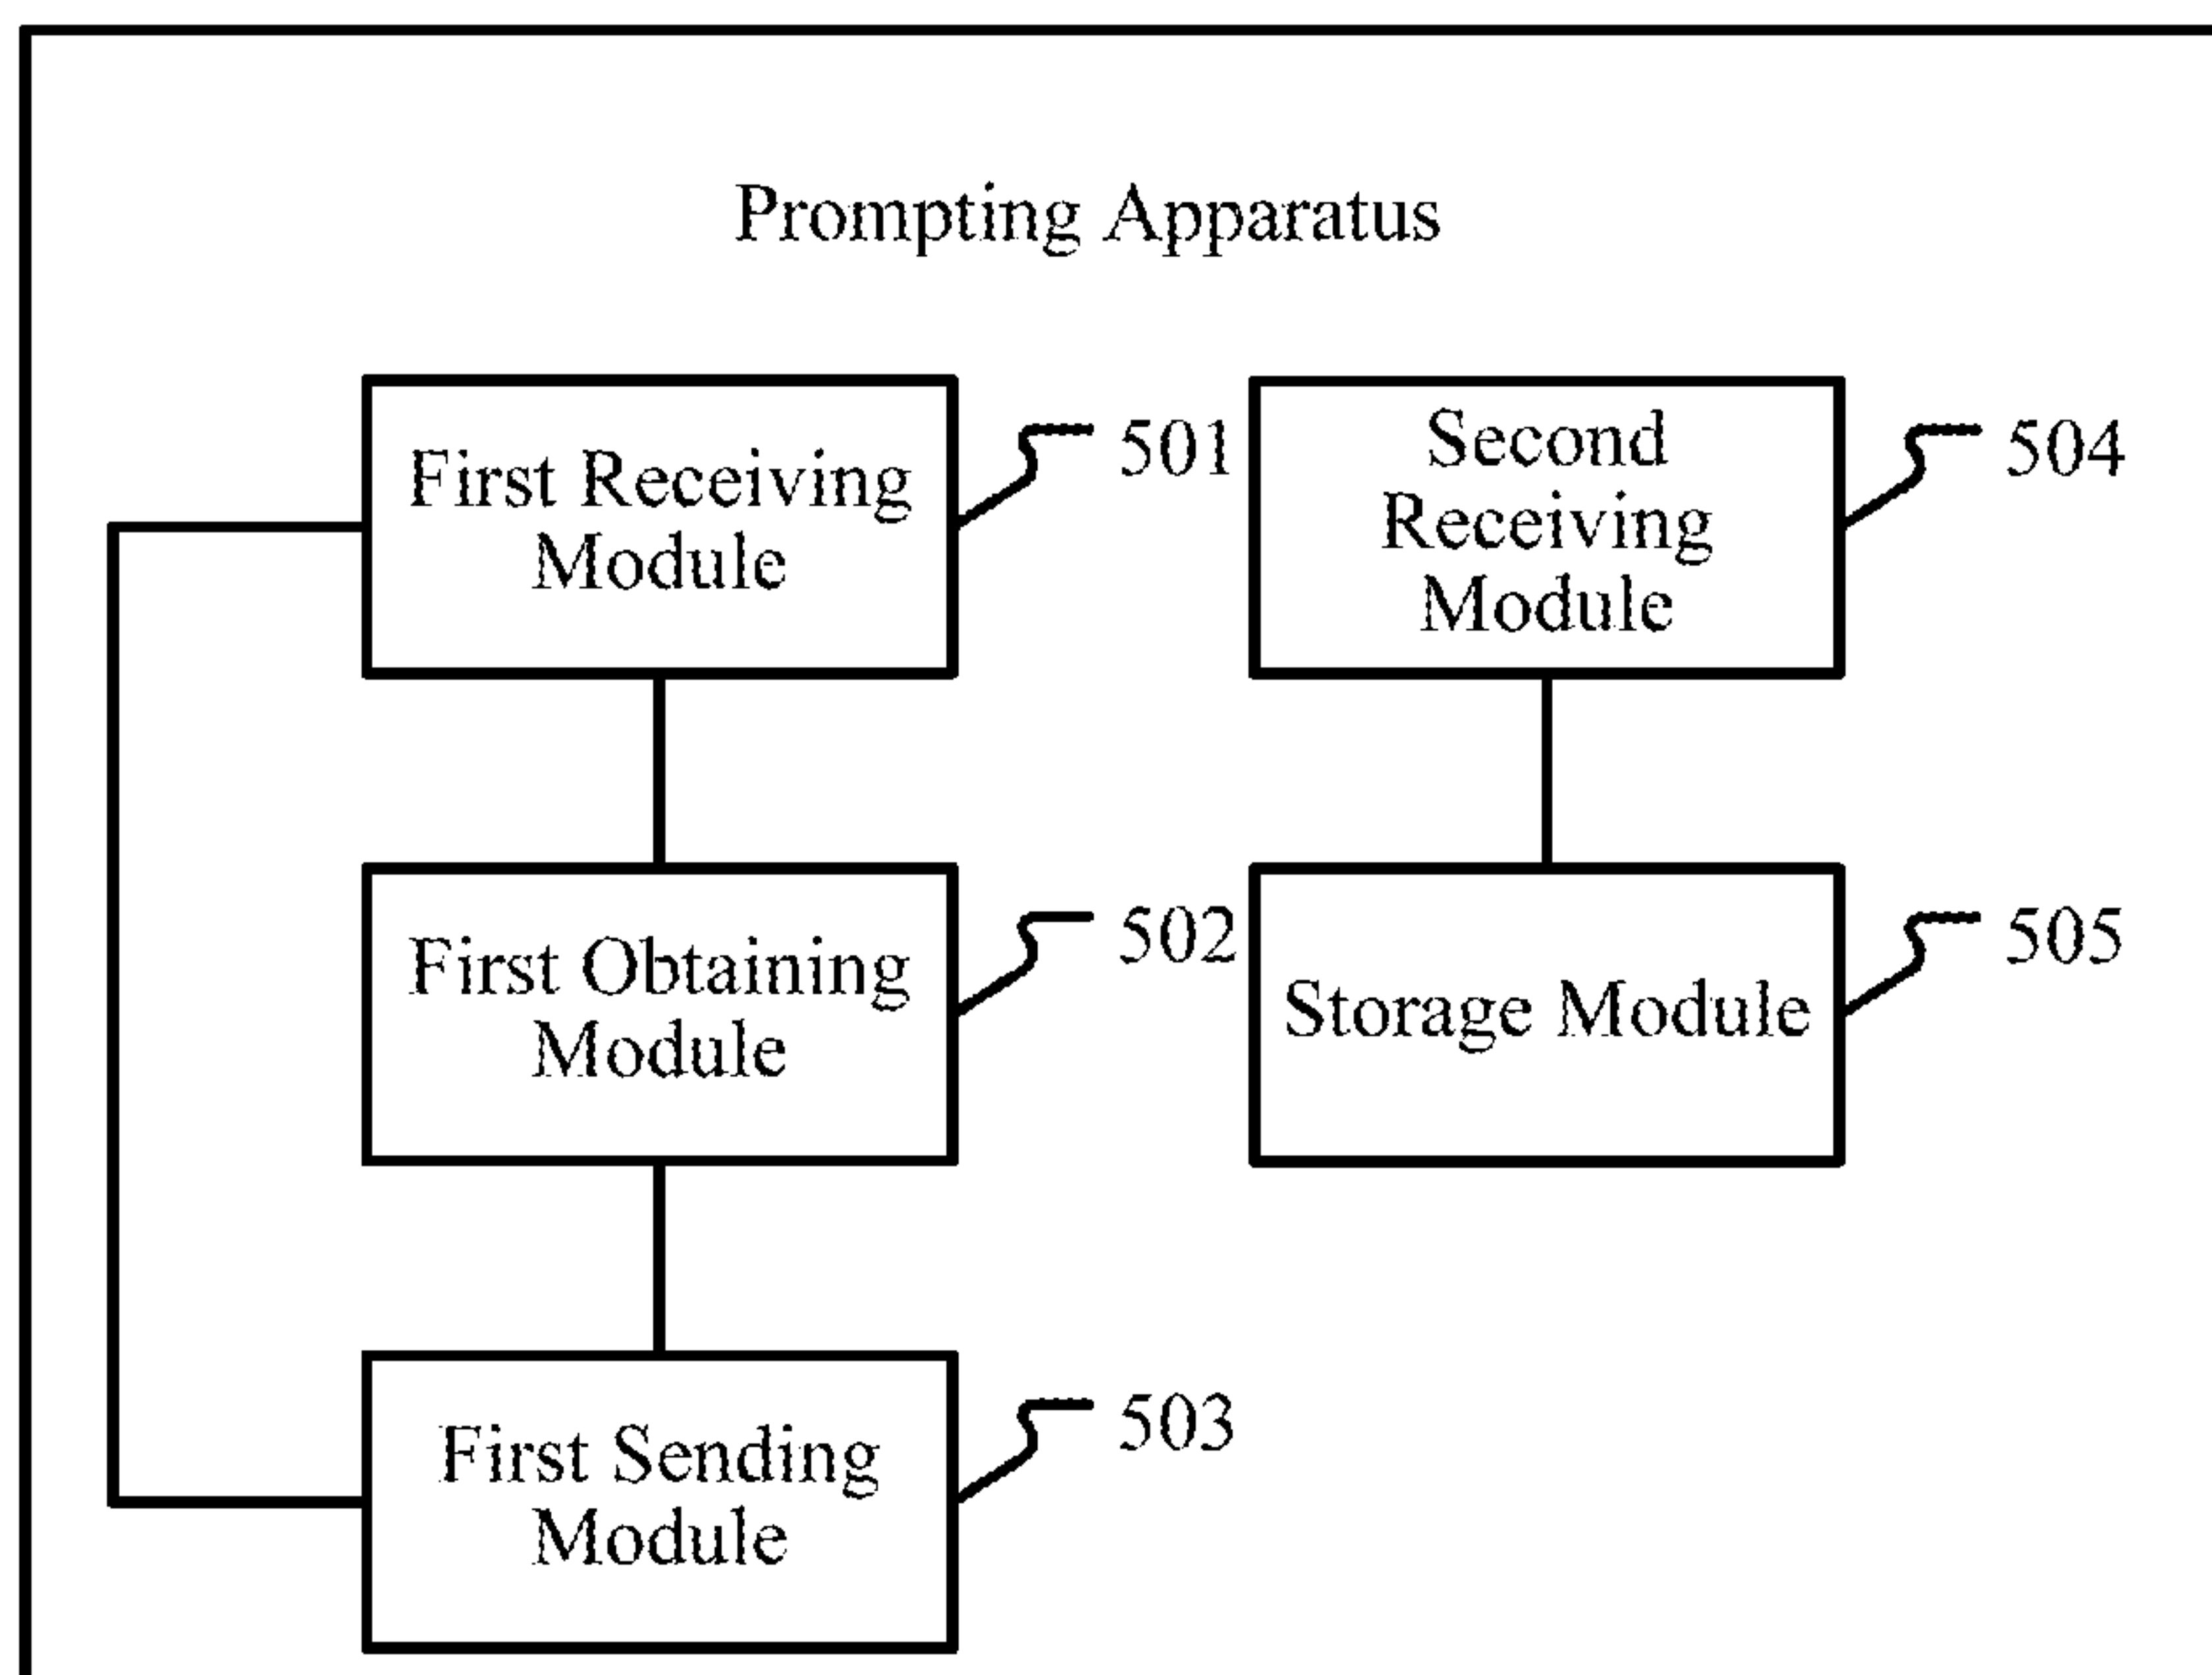 Prompting Apparatus
First Receiving
Module
501
Second
Receiving
Module
504
First Obtaining
Module
502
Storage Module
505
First Sending
Module
503